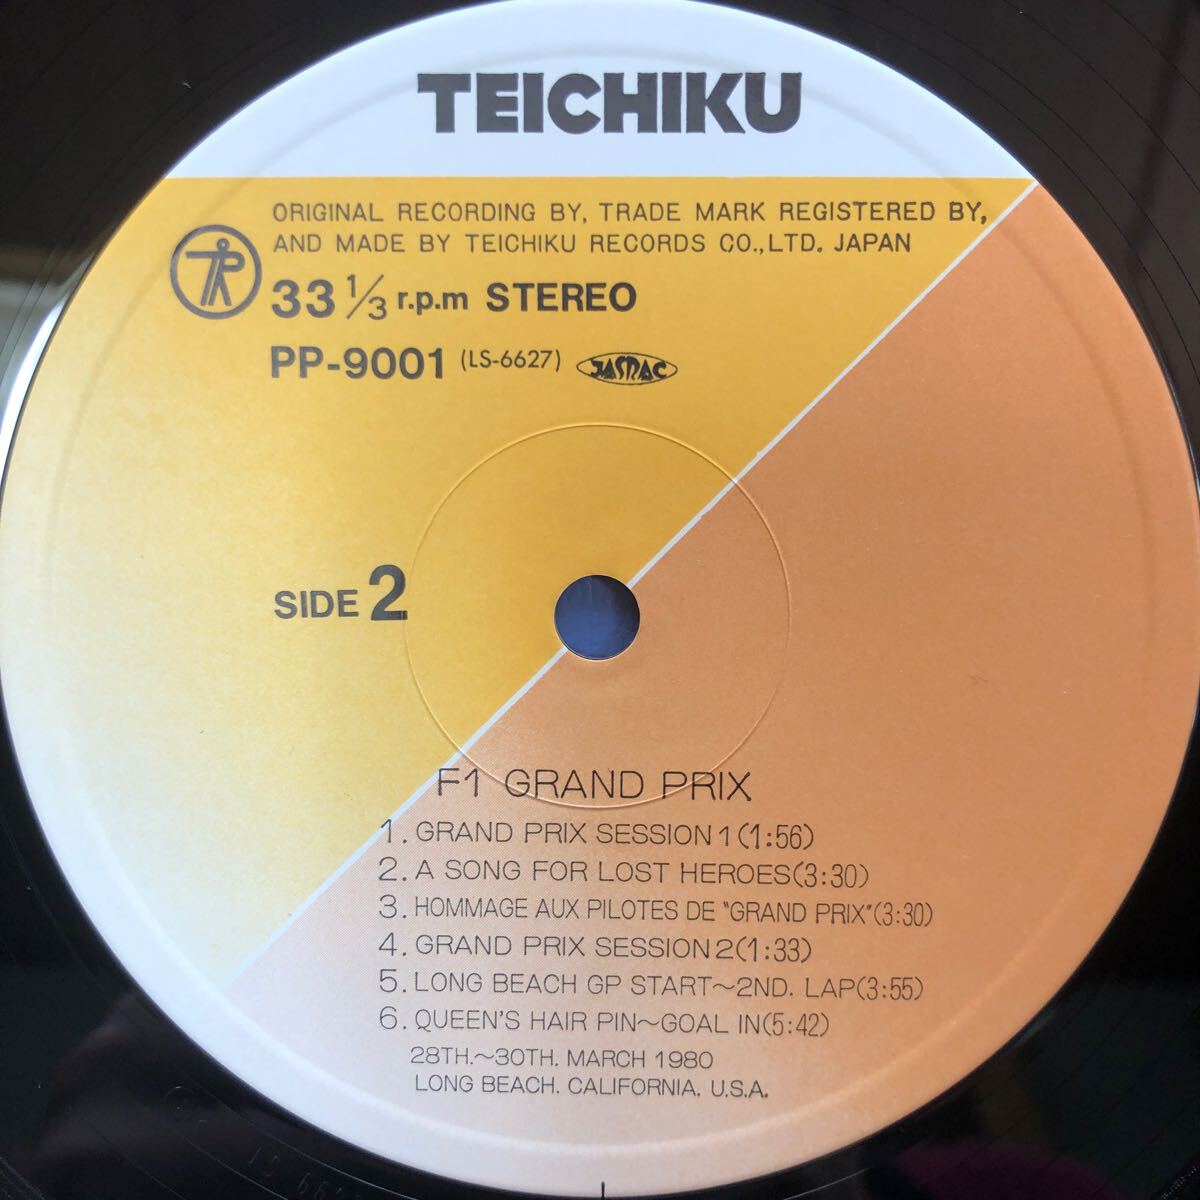 TEICHIKU
ORIGINAL RECORDING BY, TRADE MARK REGISTERED BY,
AND MADE BY TEICHIKU RECORDS CO.,LTD. JAPAN
33 1/3 r.p.m STEREO
PP-9001 (LS-6627) JASRAC
SIDE 2
F1 GRAND PRIX
1. GRAND PRIX SESSION 1 (1:56)
2. A SONG FOR LOST HEROES (3:30)
3. HOMMAGE AUX PILOTES DE "GRAND PRIX" (3:30)
4. GRAND PRIX SESSION 2 (1:33)
5. LONG BEACH GP START〜2ND. LAP (3:55)
6. QUEEN'S HAIR PIN〜GOAL IN (5:42)
28TH.〜30TH. MARCH 1980
LONG BEACH. CALIFORNIA. U.S.A.